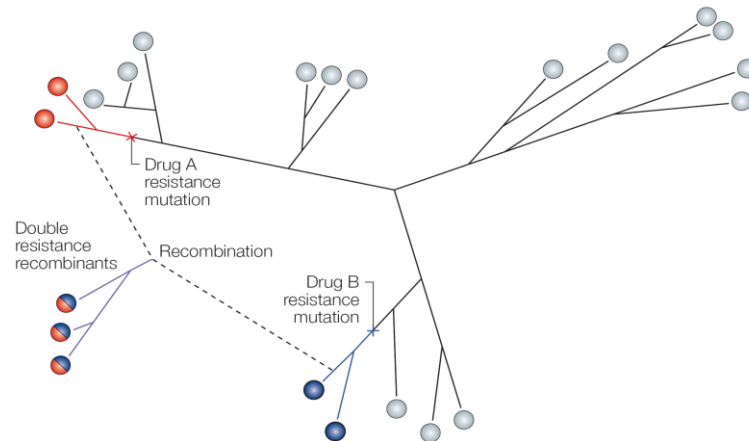 Drug A
resistance
mutation
Double
resistance
recombinants
Recombination
Drug B
resistance
mutation